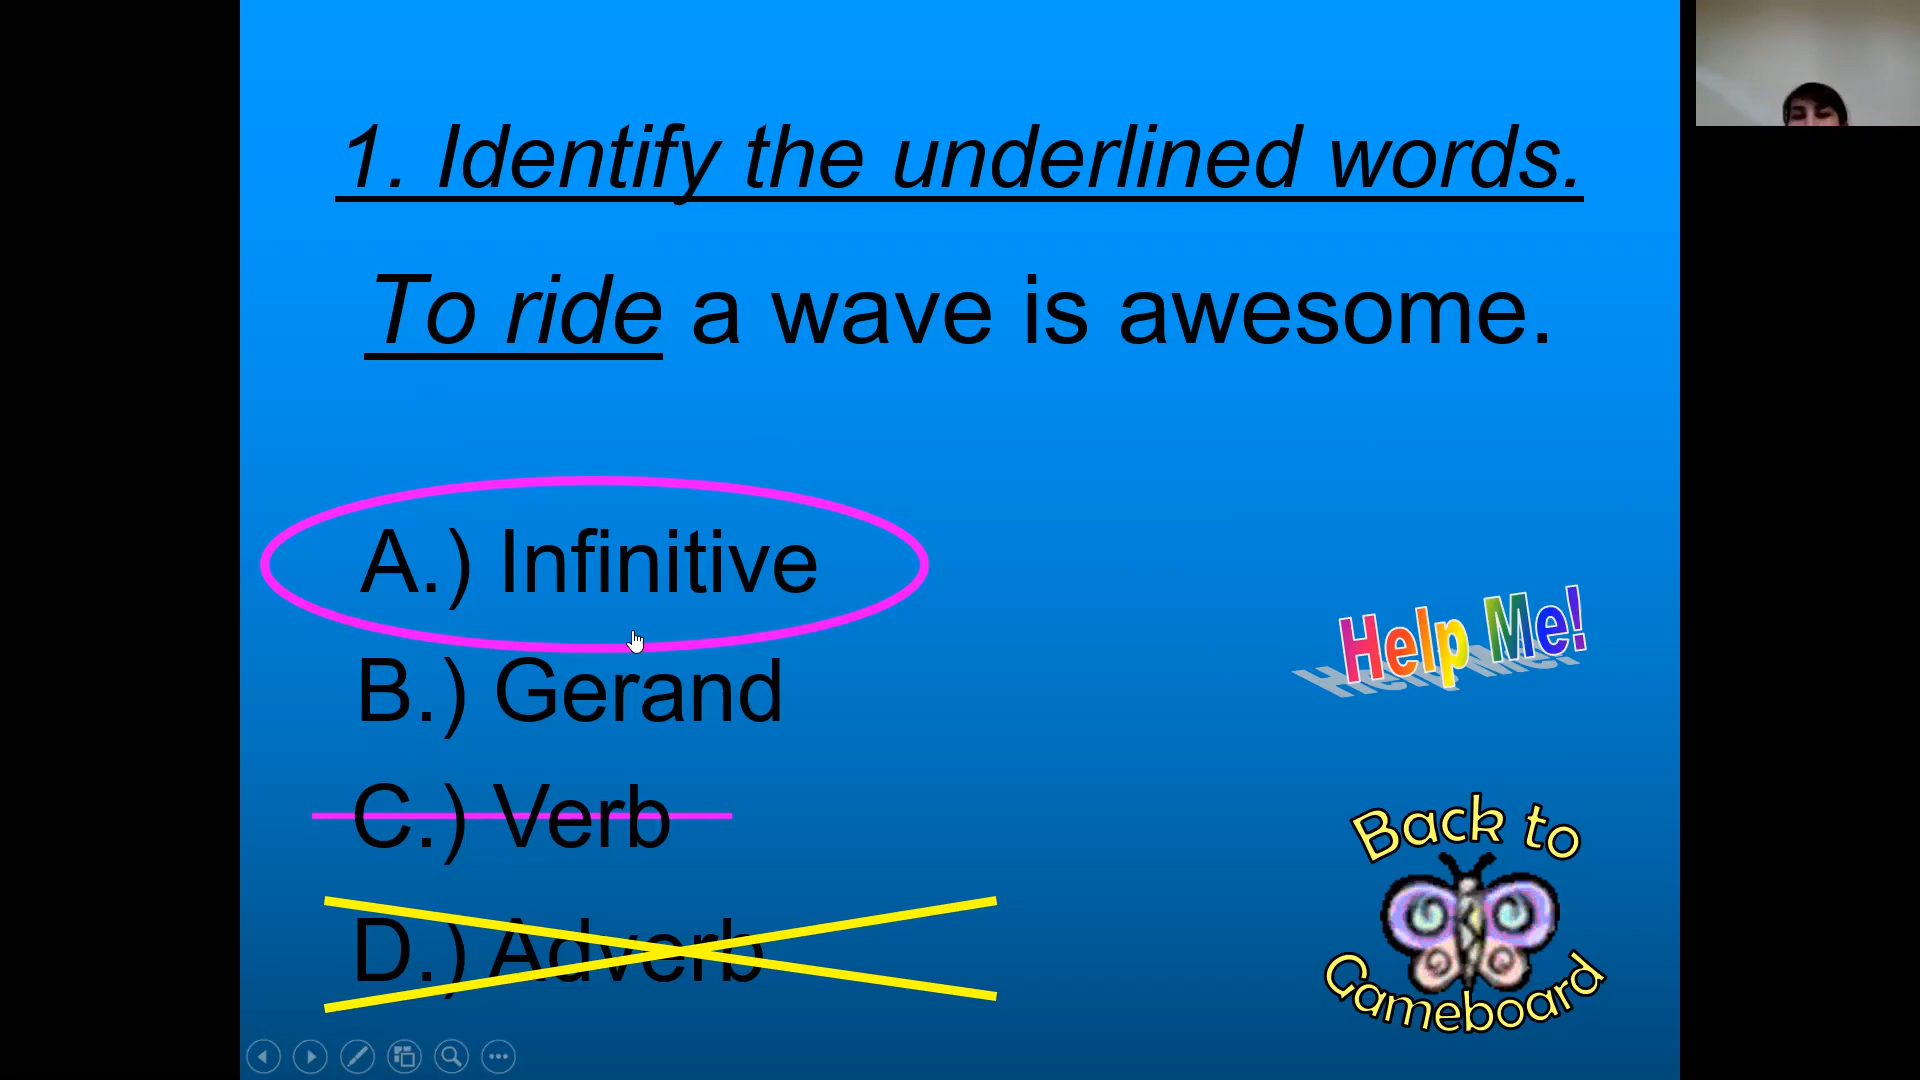 1. Identify the underlined words.
To ride a wave is awesome.
A.) Infinitive
B.) Gerand
C.) Verb
D.) Adverb
Help Me!
Back to
Gameboard